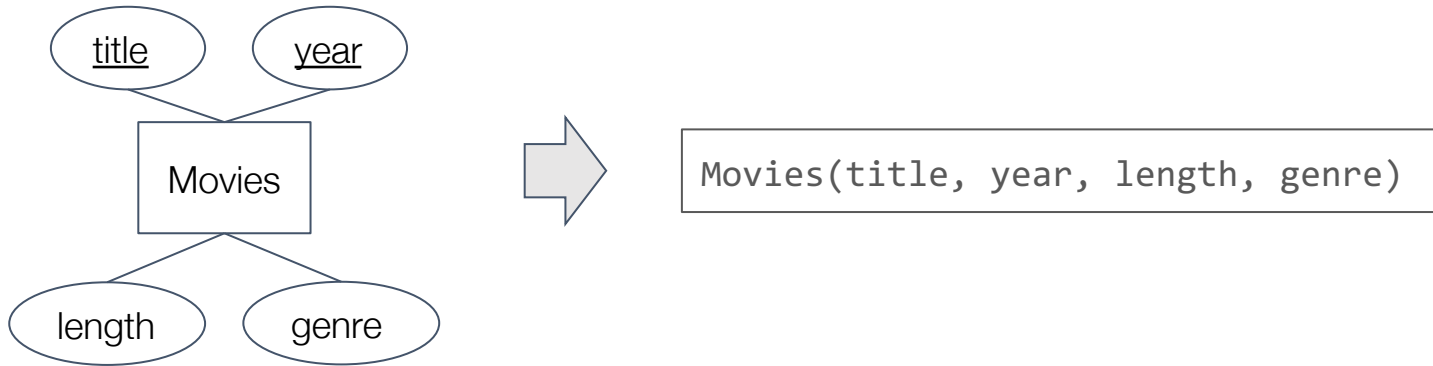 title
year
Movies
Movies(title, year, length, genre)
length
genre